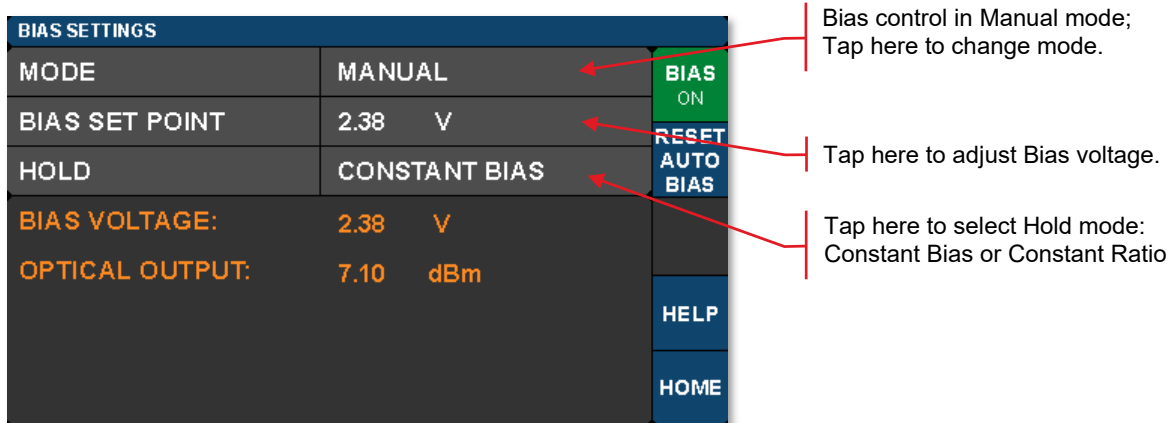 BIAS SETTINGS
MODE MANUAL
BIAS SET POINT 2.38 V
HOLD CONSTANT BIAS
BIAS VOLTAGE: 2.38 V
OPTICAL OUTPUT: 7.10 dBm
BIAS
ON
RESET
AUTO
BIAS
HELP
HOME
Bias control in Manual mode;
Tap here to change mode.
Tap here to adjust Bias voltage.
Tap here to select Hold mode:
Constant Bias or Constant Ratio